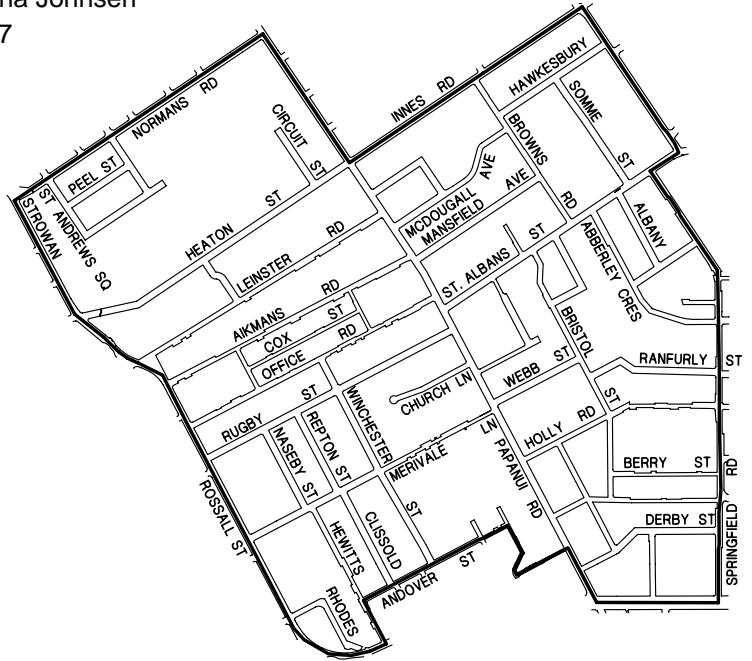 na Johnsen
7
NORMANS RD
INNES RD
HAWKESBURY
SOMME ST
CIRCUIT ST
BROWNS RD
PEEL ST
ST ANDREWS SQ
STROWAN
MCDOUGALL AVE
MANSFIELD AVE
ALBANY
HEATON ST
ABBERLEY CRES
LEINSTER RD
ST. ALBANS ST
AIKMANS RD
COX ST
BRISTOL ST
OFFICE RD
RANFURLY ST
WEBB ST
CHURCH LN
WINCHESTER ST
RUGBY ST
REPTON ST
NASEBY ST
HOLLY RD
MERIVALE LN
PAPANUI RD
BERRY ST
ROSSALL ST
SPRINGFIELD RD
DERBY ST
HEWITTS
CLISSOLD
ANDOVER ST
RHODES